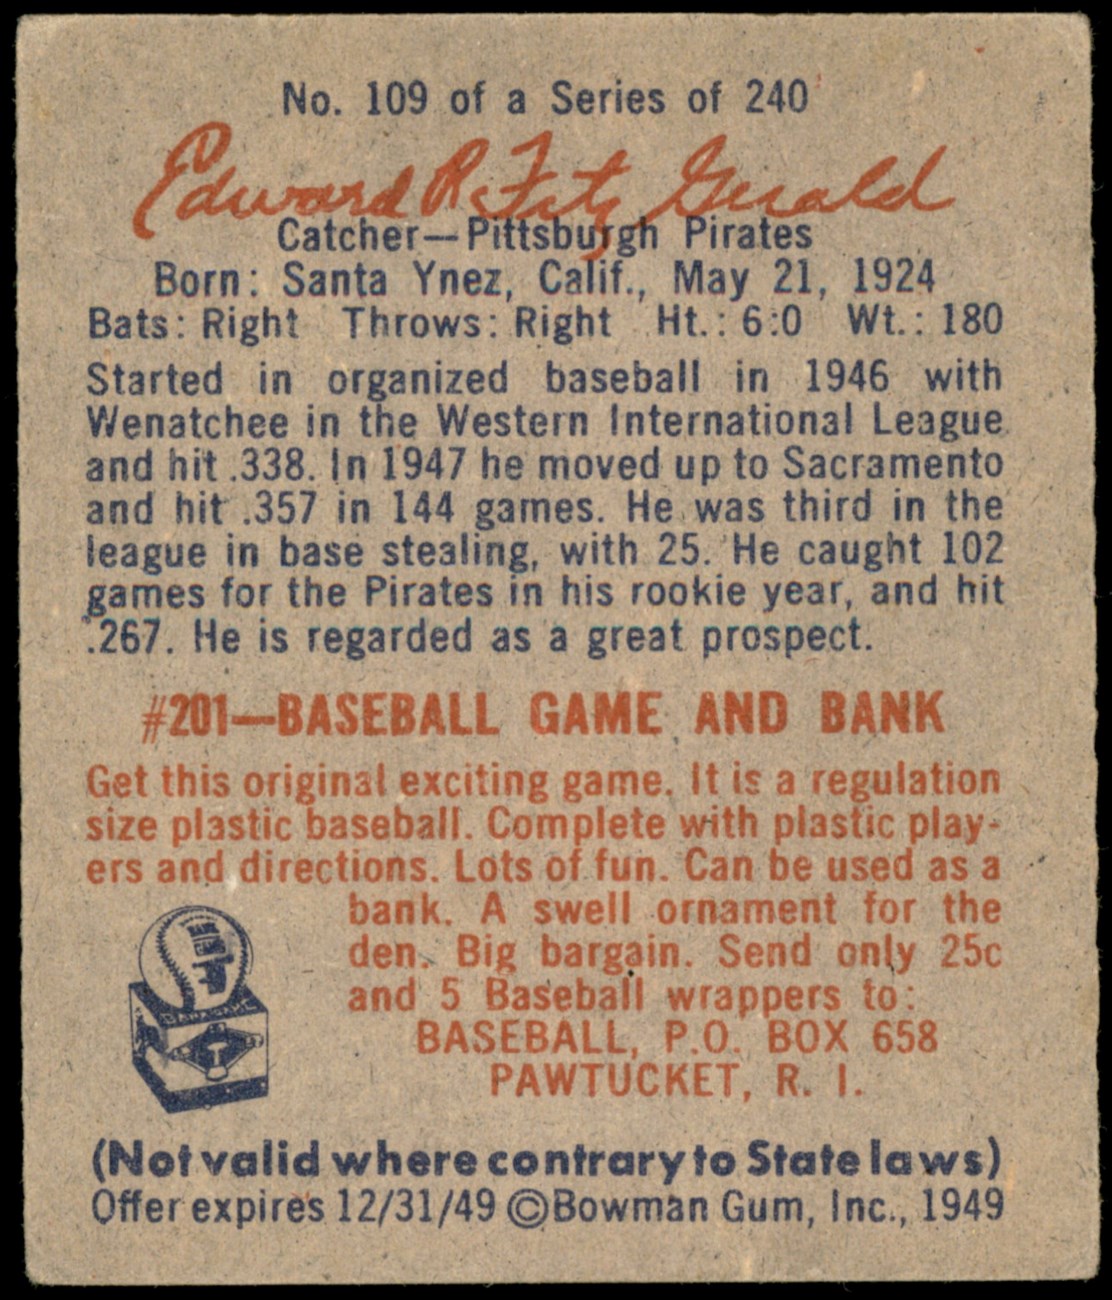 No. 109 of a Series of 240
Edward R. Fitz Gerald
Catcher—Pittsburgh Pirates
Born: Santa Ynez, Calif., May 21, 1924
Bats: Right Throws: Right Ht.: 6:0 Wt.: 180
Started in organized baseball in 1946 with
Wenatchee in the Western International League
and hit .338. In 1947 he moved up to Sacramento
and hit .357 in 144 games. He was third in the
league in base stealing, with 25. He caught 102
games for the Pirates in his rookie year, and hit
.267. He is regarded as a great prospect.
#201—BASEBALL GAME AND BANK
Get this original exciting game. It is a regulation
size plastic baseball. Complete with plastic play-
ers and directions. Lots of fun. Can be used as a
bank. A swell ornament for the
den. Big bargain. Send only 25c
and 5 Baseball wrappers to:
BASEBALL, P.O. BOX 658
PAWTUCKET, R. I.
(Not valid where contrary to State laws)
Offer expires 12/31/49 ©Bowman Gum, Inc., 1949